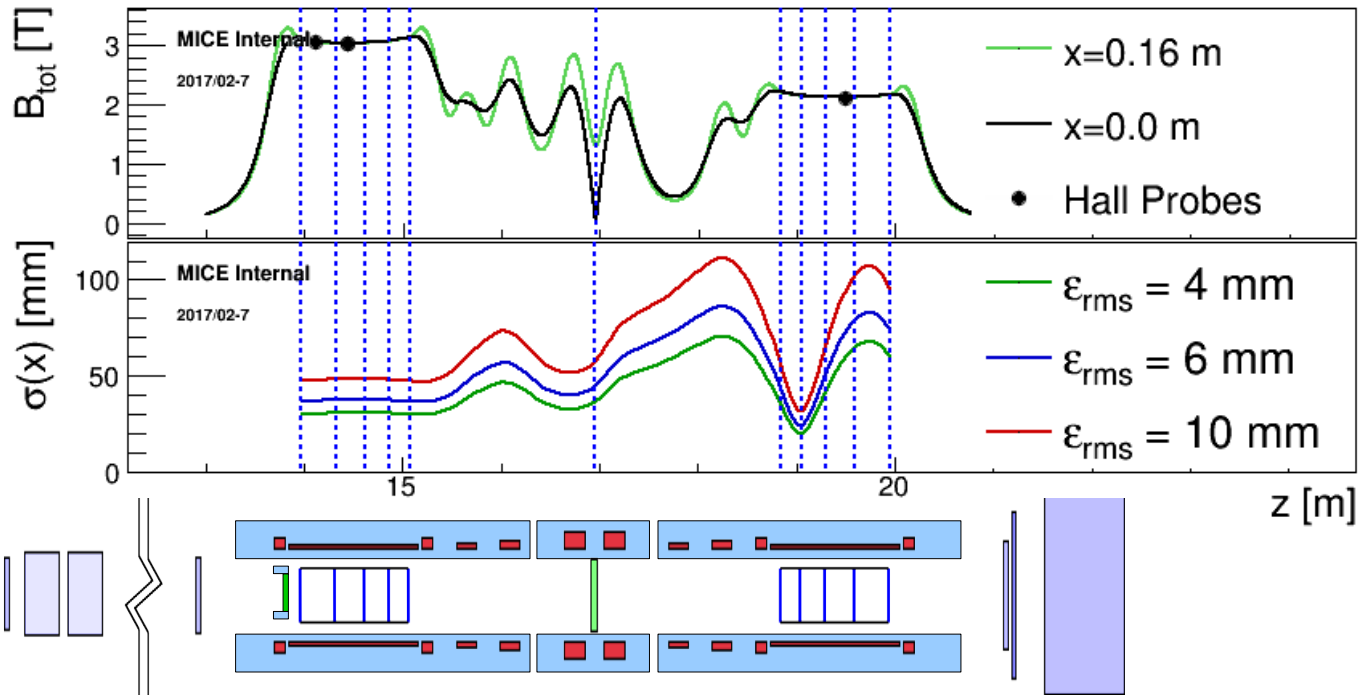 B_tot [T]
3
2
1
0
MICE Internal
2017/02-7
x=0.16 m
x=0.0 m
Hall Probes
σ(x) [mm]
100
50
0
MICE Internal
2017/02-7
ε_rms = 4 mm
ε_rms = 6 mm
ε_rms = 10 mm
15
20
z [m]